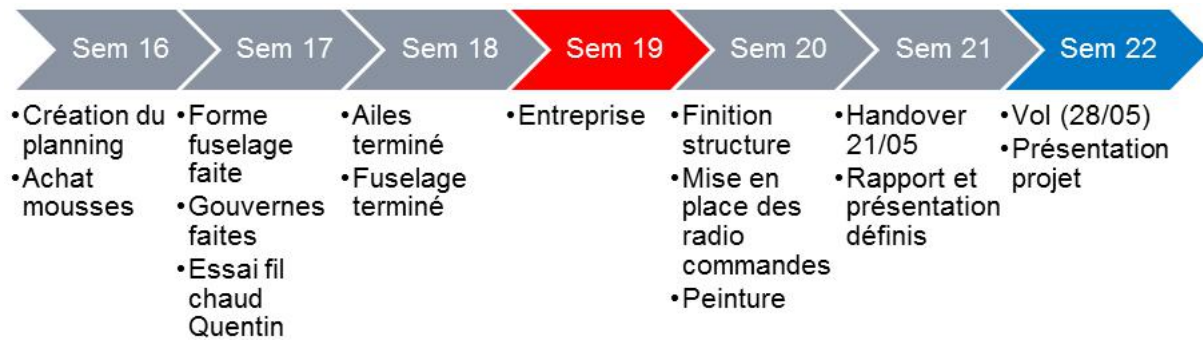 Sem 16
Sem 17
Sem 18
Sem 19
Sem 20
Sem 21
Sem 22
•Création du
planning
•Achat
mousses
•Forme
fuselage
faite
•Gouvernes
faites
•Essai fil
chaud
Quentin
•Ailes
terminé
•Fuselage
terminé
•Entreprise
•Finition
structure
•Mise en
place des
radio
commandes
•Peinture
•Handover
21/05
•Rapport et
présentation
définis
•Vol (28/05)
•Présentation
projet